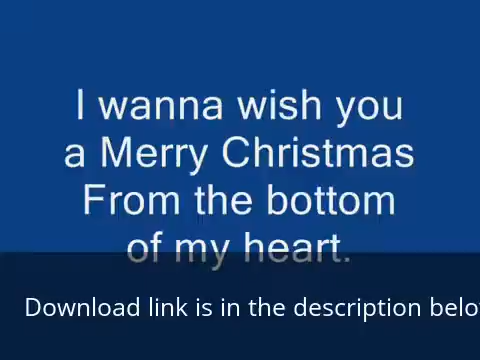 I wanna wish you
a Merry Christmas
From the bottom
of my heart.
Download link is in the description belo